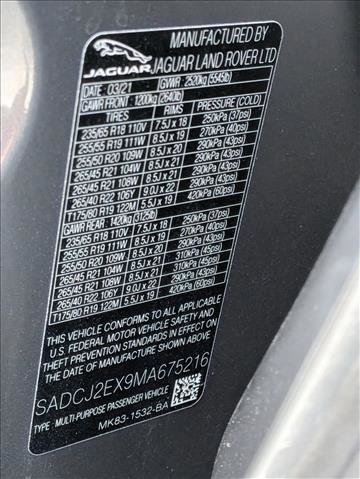 JAGUAR
MANUFACTURED BY
JAGUAR LAND ROVER LTD
DATE : 03/21 GVWR : 2520kg (5545lb)
GAWR FRONT : 1200kg (2640lb)
TIRES RIMS PRESSURE (COLD)
235/65 R18 110V 7.5J x 18 250kPa (37psi)
255/55 R19 111W 8.5J x 19 270kPa (40psi)
255/50 R20 109W 8.5J x 20 290kPa (43psi)
265/45 R21 104W 8.5J x 21 290kPa (43psi)
265/45 R21 108W 8.5J x 21 290kPa (43psi)
265/40 R22 106Y 9.0J x 22 290kPa (43psi)
T175/80 R19 122M 5.5J x 19 420kPa (60psi)
GAWR REAR : 1420kg (3125lb)
235/65 R18 110V 7.5J x 18 250kPa (37psi)
255/55 R19 111W 8.5J x 19 270kPa (40psi)
255/50 R20 109W 8.5J x 20 290kPa (43psi)
265/45 R21 104W 8.5J x 21 310kPa (45psi)
265/45 R21 108W 8.5J x 21 310kPa (45psi)
265/40 R22 106Y 9.0J x 22 290kPa (43psi)
T175/80 R19 122M 5.5J x 19 420kPa (60psi)
THIS VEHICLE CONFORMS TO ALL APPLICABLE
U.S. FEDERAL MOTOR VEHICLE SAFETY AND
THEFT PREVENTION STANDARDS IN EFFECT ON
THE DATE OF MANUFACTURE SHOWN ABOVE.
SADCJ2EX9MA675216
TYPE : MULTI-PURPOSE PASSENGER VEHICLE
MK83-1532-BA